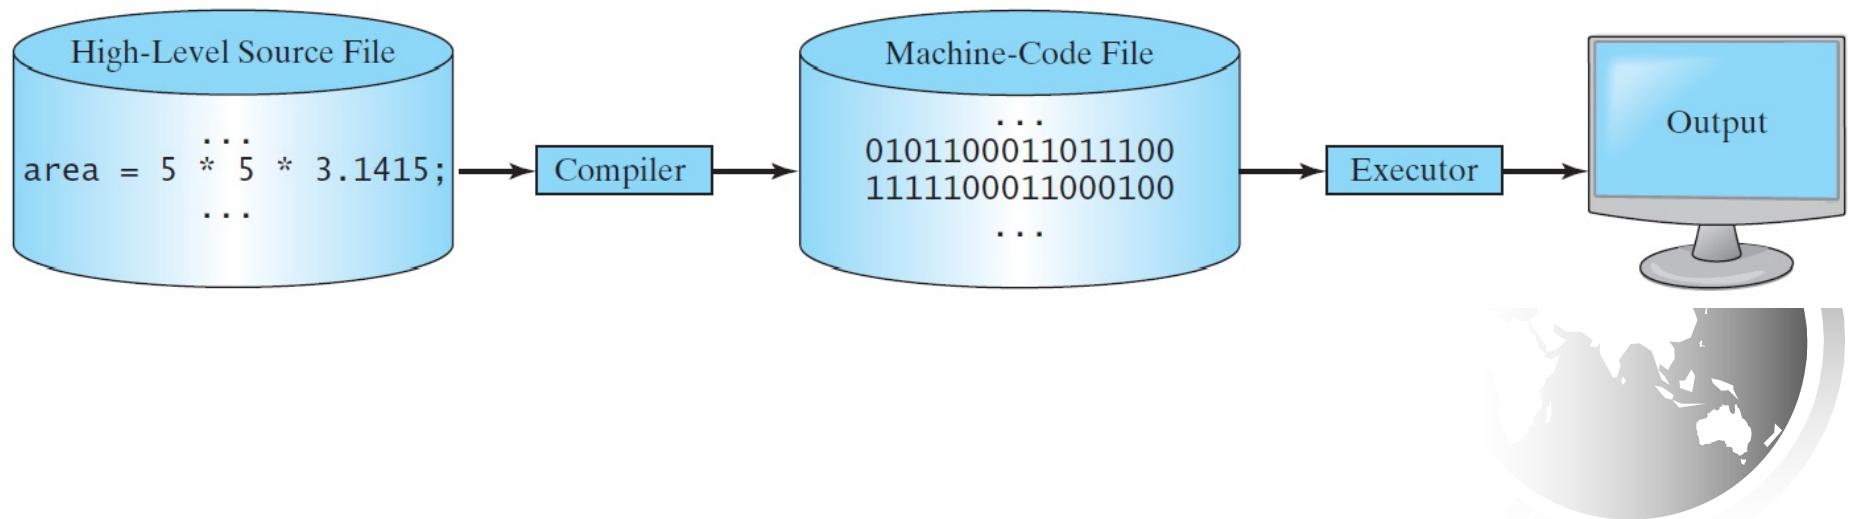 High-Level Source File
...
area = 5 * 5 * 3.1415;
...
Compiler
Machine-Code File
...
0101100011011100
1111100011000100
...
Executor
Output